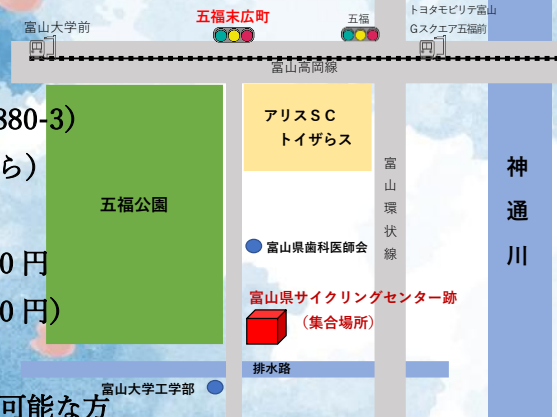 トヨタモビリテ富山
Gスクエア五福前
五福末広町
五福
富山大学前
富山高岡線
880-3)
アリスSC
トイザらス
ら)
富山環状線
神通川
五福公園
富山県歯科医師会
0円
富山県サイクリングセンター跡
(集合場所)
0円)
排水路
富山大学工学部
可能な方